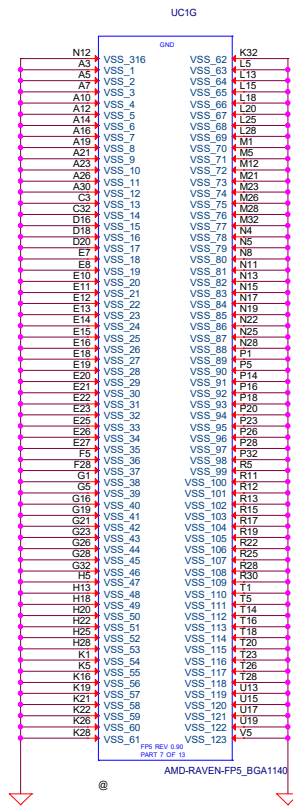 UC1G
GND
N12 VSS_316 VSS_62 K32
A3 VSS_1 VSS_63 L5
A5 VSS_2 VSS_64 L13
A7 VSS_3 VSS_65 L15
A10 VSS_4 VSS_66 L18
A12 VSS_5 VSS_67 L20
A14 VSS_6 VSS_68 L25
A16 VSS_7 VSS_69 L28
A19 VSS_8 VSS_70 M1
A21 VSS_9 VSS_71 M5
A23 VSS_10 VSS_72 M12
A26 VSS_11 VSS_73 M21
A30 VSS_12 VSS_74 M23
C3 VSS_13 VSS_75 M26
C32 VSS_14 VSS_76 M28
D16 VSS_15 VSS_77 M32
D18 VSS_16 VSS_78 N4
D20 VSS_17 VSS_79 N5
E7 VSS_18 VSS_80 N8
E8 VSS_19 VSS_81 N11
E10 VSS_20 VSS_82 N13
E11 VSS_21 VSS_83 N15
E12 VSS_22 VSS_84 N17
E13 VSS_23 VSS_85 N19
E14 VSS_24 VSS_86 N22
E15 VSS_25 VSS_87 N25
E16 VSS_26 VSS_88 N28
E18 VSS_27 VSS_89 P1
E19 VSS_28 VSS_90 P5
E20 VSS_29 VSS_91 P14
E21 VSS_30 VSS_92 P16
E22 VSS_31 VSS_93 P18
E23 VSS_32 VSS_94 P20
E25 VSS_33 VSS_95 P23
E26 VSS_34 VSS_96 P26
E27 VSS_35 VSS_97 P28
F5 VSS_36 VSS_98 P32
F28 VSS_37 VSS_99 R5
G1 VSS_38 VSS_100 R11
G5 VSS_39 VSS_101 R12
G16 VSS_40 VSS_102 R13
G19 VSS_41 VSS_103 R15
G21 VSS_42 VSS_104 R17
G23 VSS_43 VSS_105 R19
G26 VSS_44 VSS_106 R22
G28 VSS_45 VSS_107 R25
G32 VSS_46 VSS_108 R28
H5 VSS_47 VSS_109 R30
H13 VSS_48 VSS_110 T1
H18 VSS_49 VSS_111 T5
H20 VSS_50 VSS_112 T14
H22 VSS_51 VSS_113 T16
H25 VSS_52 VSS_114 T18
H28 VSS_53 VSS_115 T20
K1 VSS_54 VSS_116 T23
K5 VSS_55 VSS_117 T26
K16 VSS_56 VSS_118 T28
K19 VSS_57 VSS_119 U13
K21 VSS_58 VSS_120 U15
K22 VSS_59 VSS_121 U17
K26 VSS_60 VSS_122 U19
K28 VSS_61 VSS_123 V5
FP5 REV 0.90
PART 7 OF 13
AMD-RAVEN-FP5_BGA1140
@